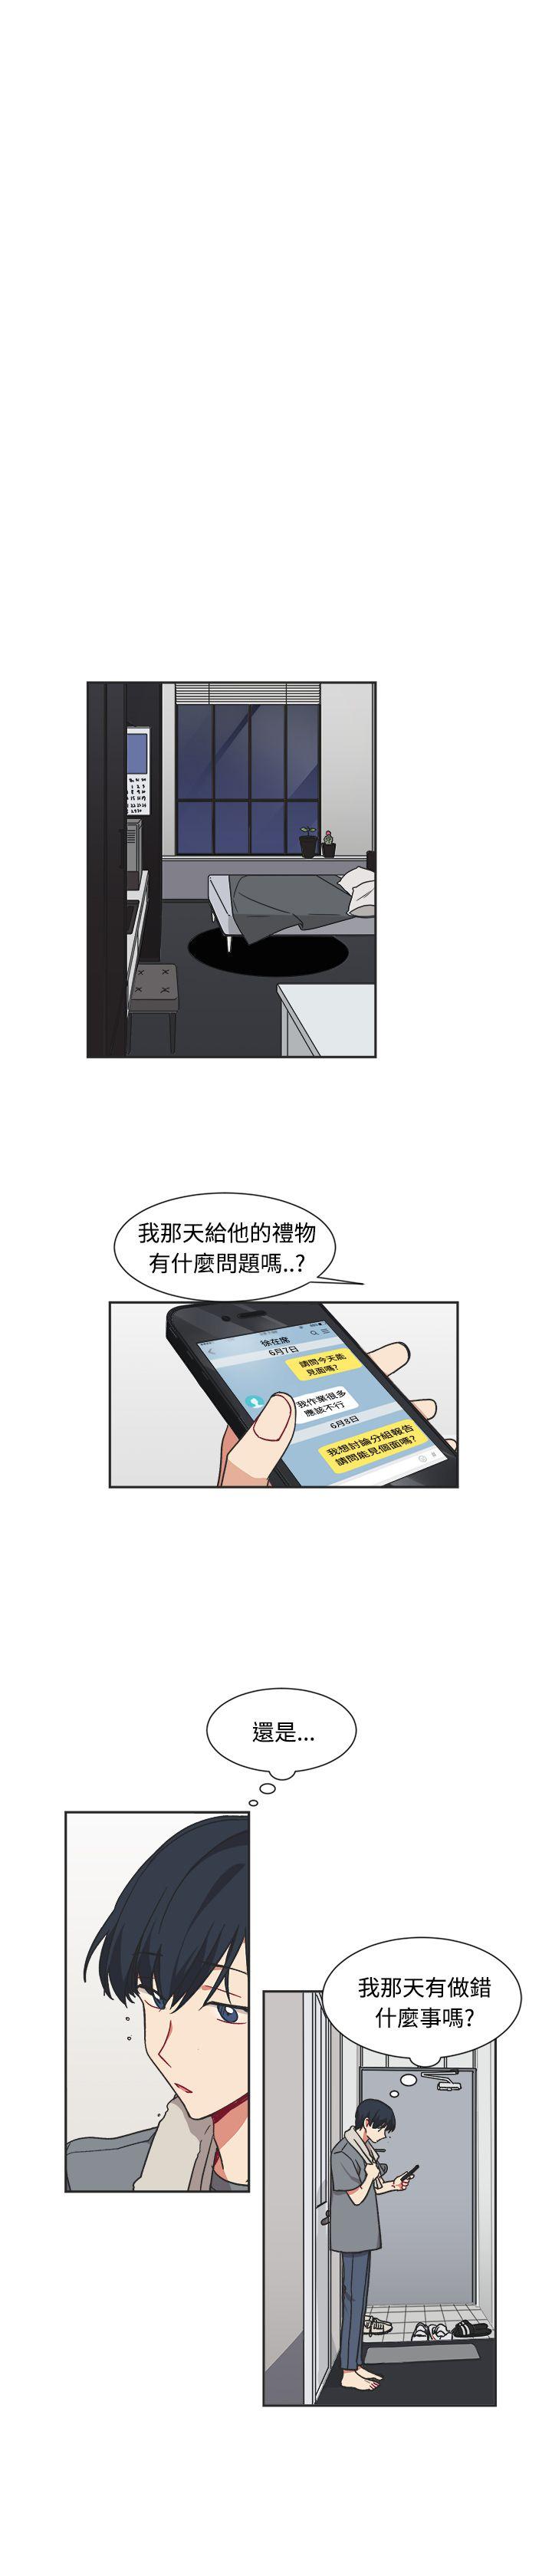 我那天給他的禮物
有什麼問題嗎..?
徐在席
6月7日
請問今天能
見面嗎?
我作業很多
應該不行
6月8日
我想討論分組報告
請問能見個面嗎?
還是...
我那天有做錯
什麼事嗎?